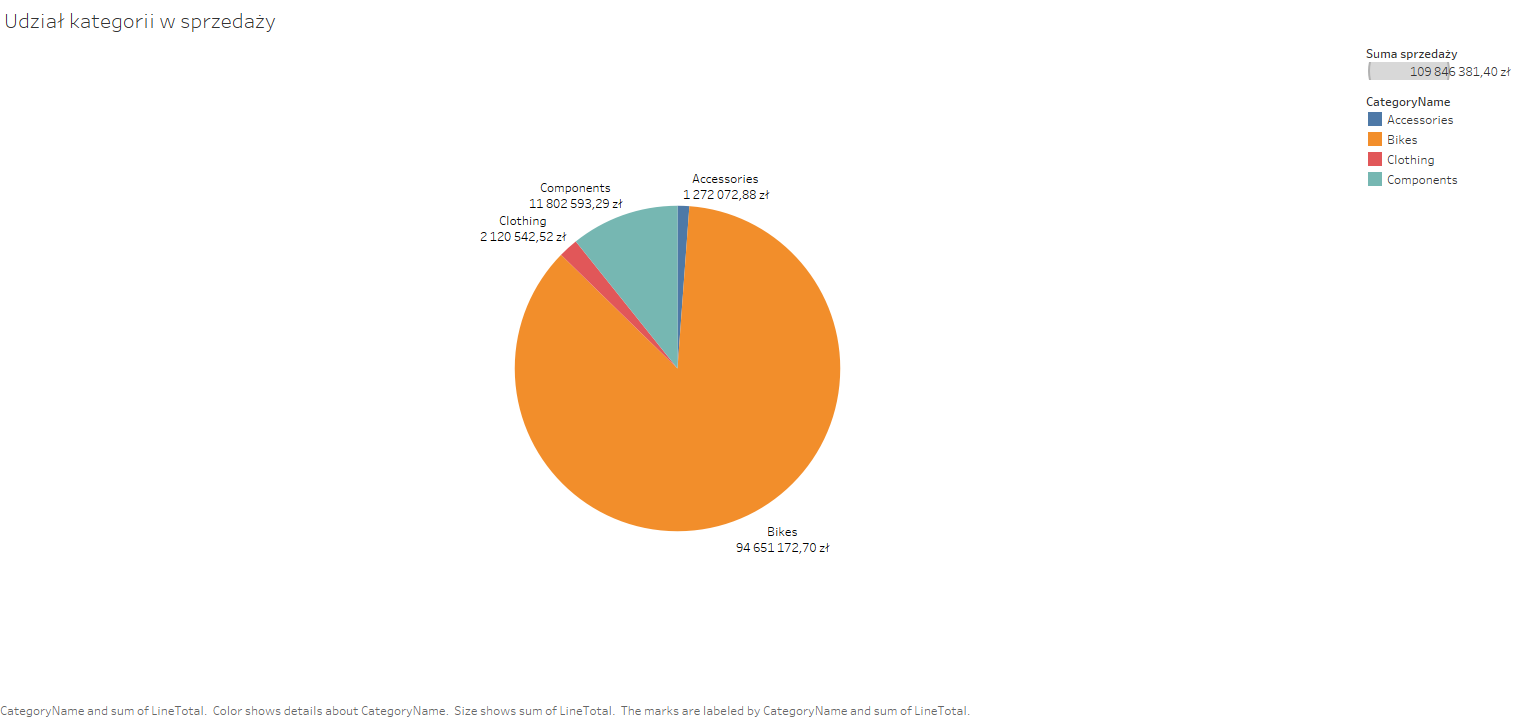 Udział kategorii w sprzedaży
Suma sprzedaży
109 846 381,40 zł
CategoryName
Accessories
Bikes
Clothing
Components
Accessories
1 272 072,88 zł
Components
11 802 593,29 zł
Clothing
2 120 542,52 zł
Bikes
94 651 172,70 zł
CategoryName and sum of LineTotal.  Color shows details about CategoryName.  Size shows sum of LineTotal.  The marks are labeled by CategoryName and sum of LineTotal.